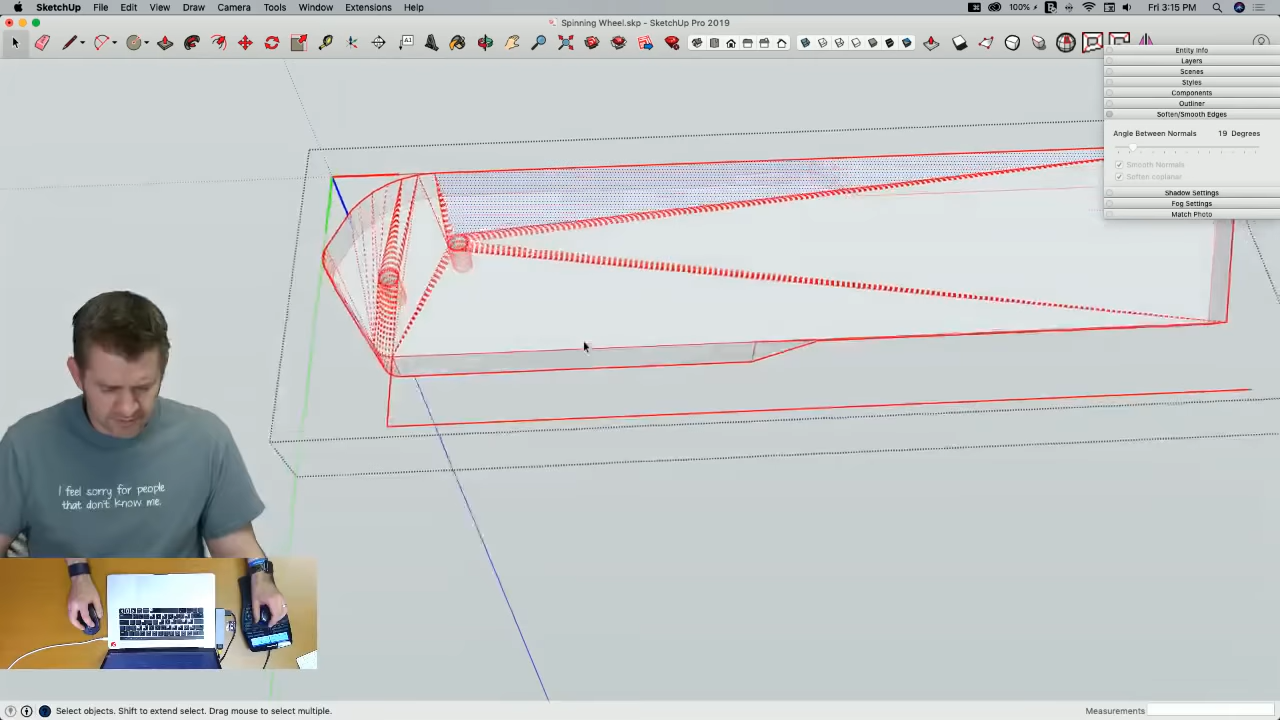 SketchUp File Edit View Draw Camera Tools Window Extensions Help
100% Fri 3:15 PM
Spinning Wheel.skp - SketchUp Pro 2019
Entity Info
Layers
Scenes
Styles
Components
Outliner
Soften/Smooth Edges
Angle Between Normals 19 Degrees
Smooth Normals
Soften coplanar
Shadow Settings
Fog Settings
Match Photo
I feel sorry for people
that don't know me.
Select objects. Shift to extend select. Drag mouse to select multiple.
Measurements